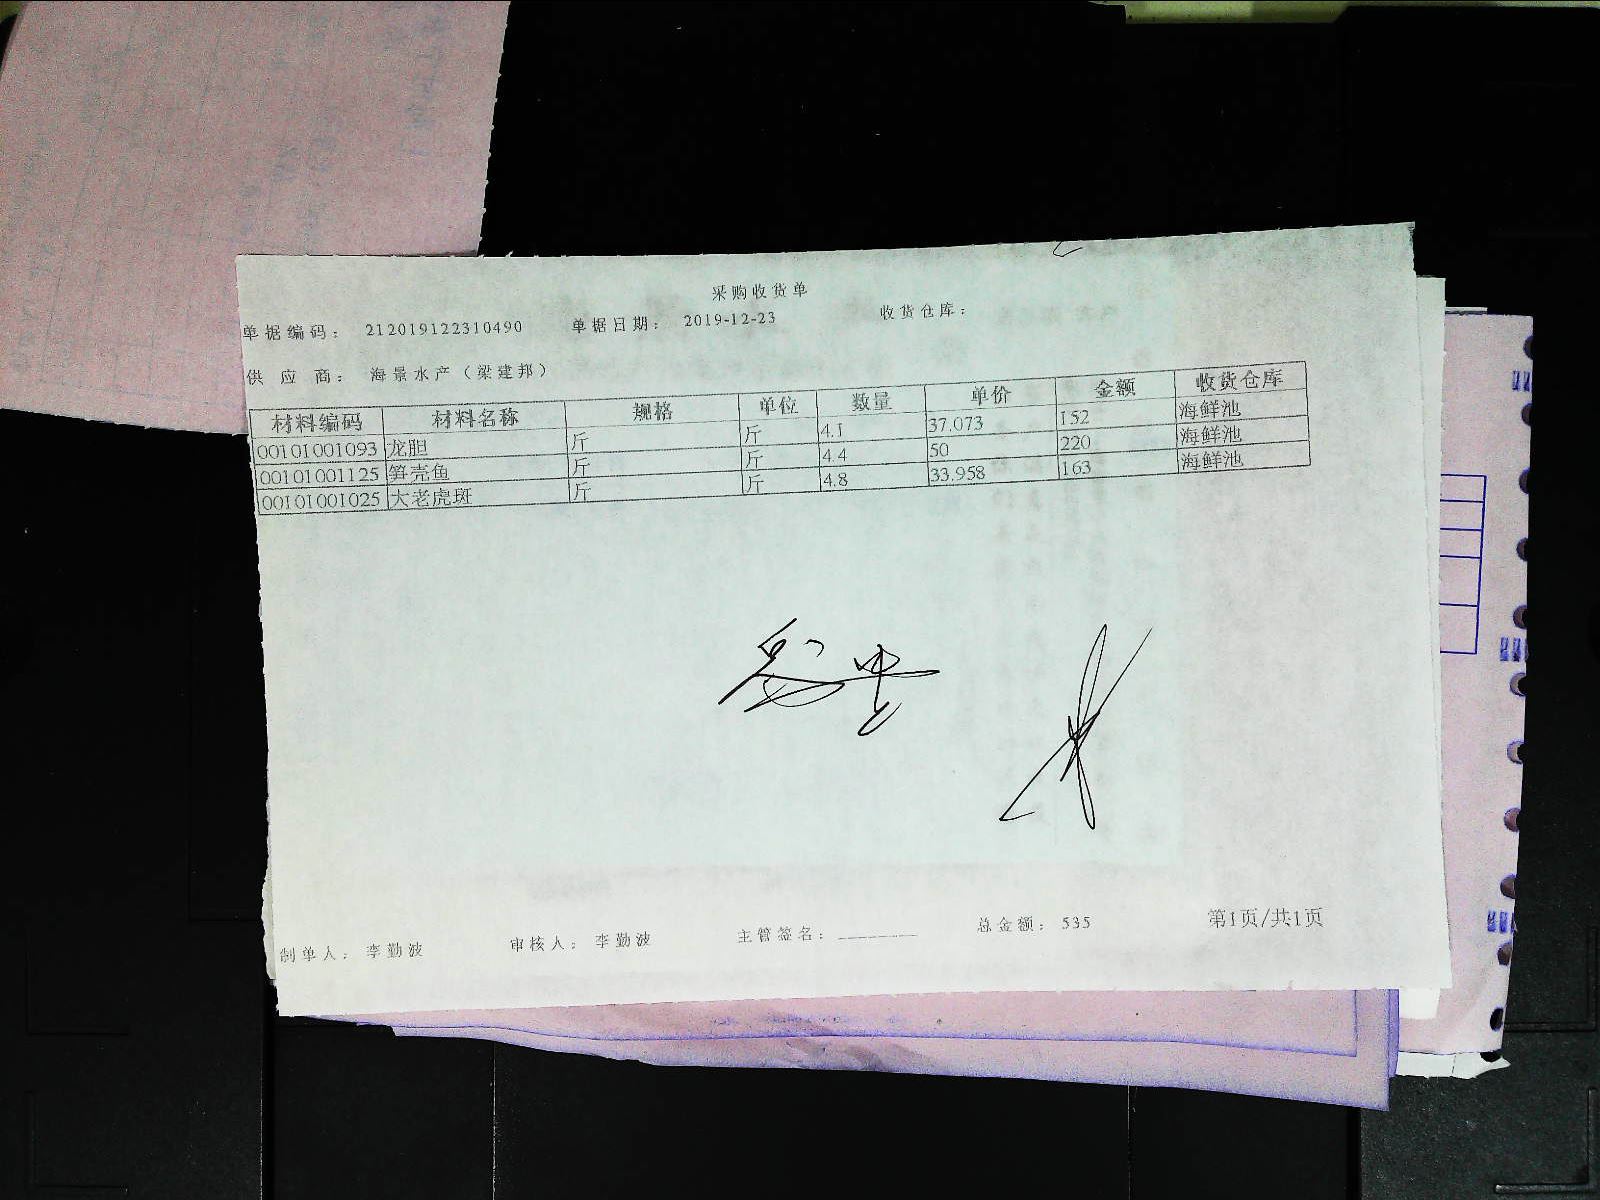 采购收货单
单据编码： 212019122310490 单据日期： 2019-12-23 收货仓库：
供 应 商： 海景水产（梁建邦）
材料编码 材料名称 规格 单位 数量 单价 金额 收货仓库
00101001093 龙胆 斤 斤 4.1 37.073 152 海鲜池
00101001125 笋壳鱼 斤 斤 4.4 50 220 海鲜池
00101001025 大老虎斑 斤 斤 4.8 33.958 163 海鲜池
制单人： 李勤波 审核人： 李勤波 主管签名： ________ 总金额： 535 第1页/共1页